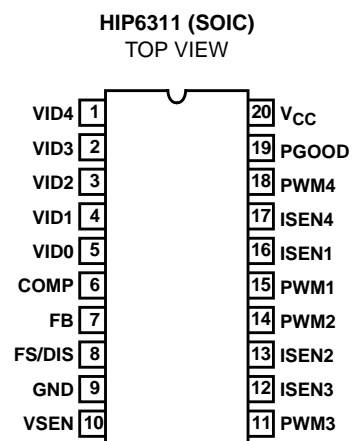 HIP6311 (SOIC)
TOP VIEW
VID4 1 20 VCC
VID3 2 19 PGOOD
VID2 3 18 PWM4
VID1 4 17 ISEN4
VID0 5 16 ISEN1
COMP 6 15 PWM1
FB 7 14 PWM2
FS/DIS 8 13 ISEN2
GND 9 12 ISEN3
VSEN 10 11 PWM3